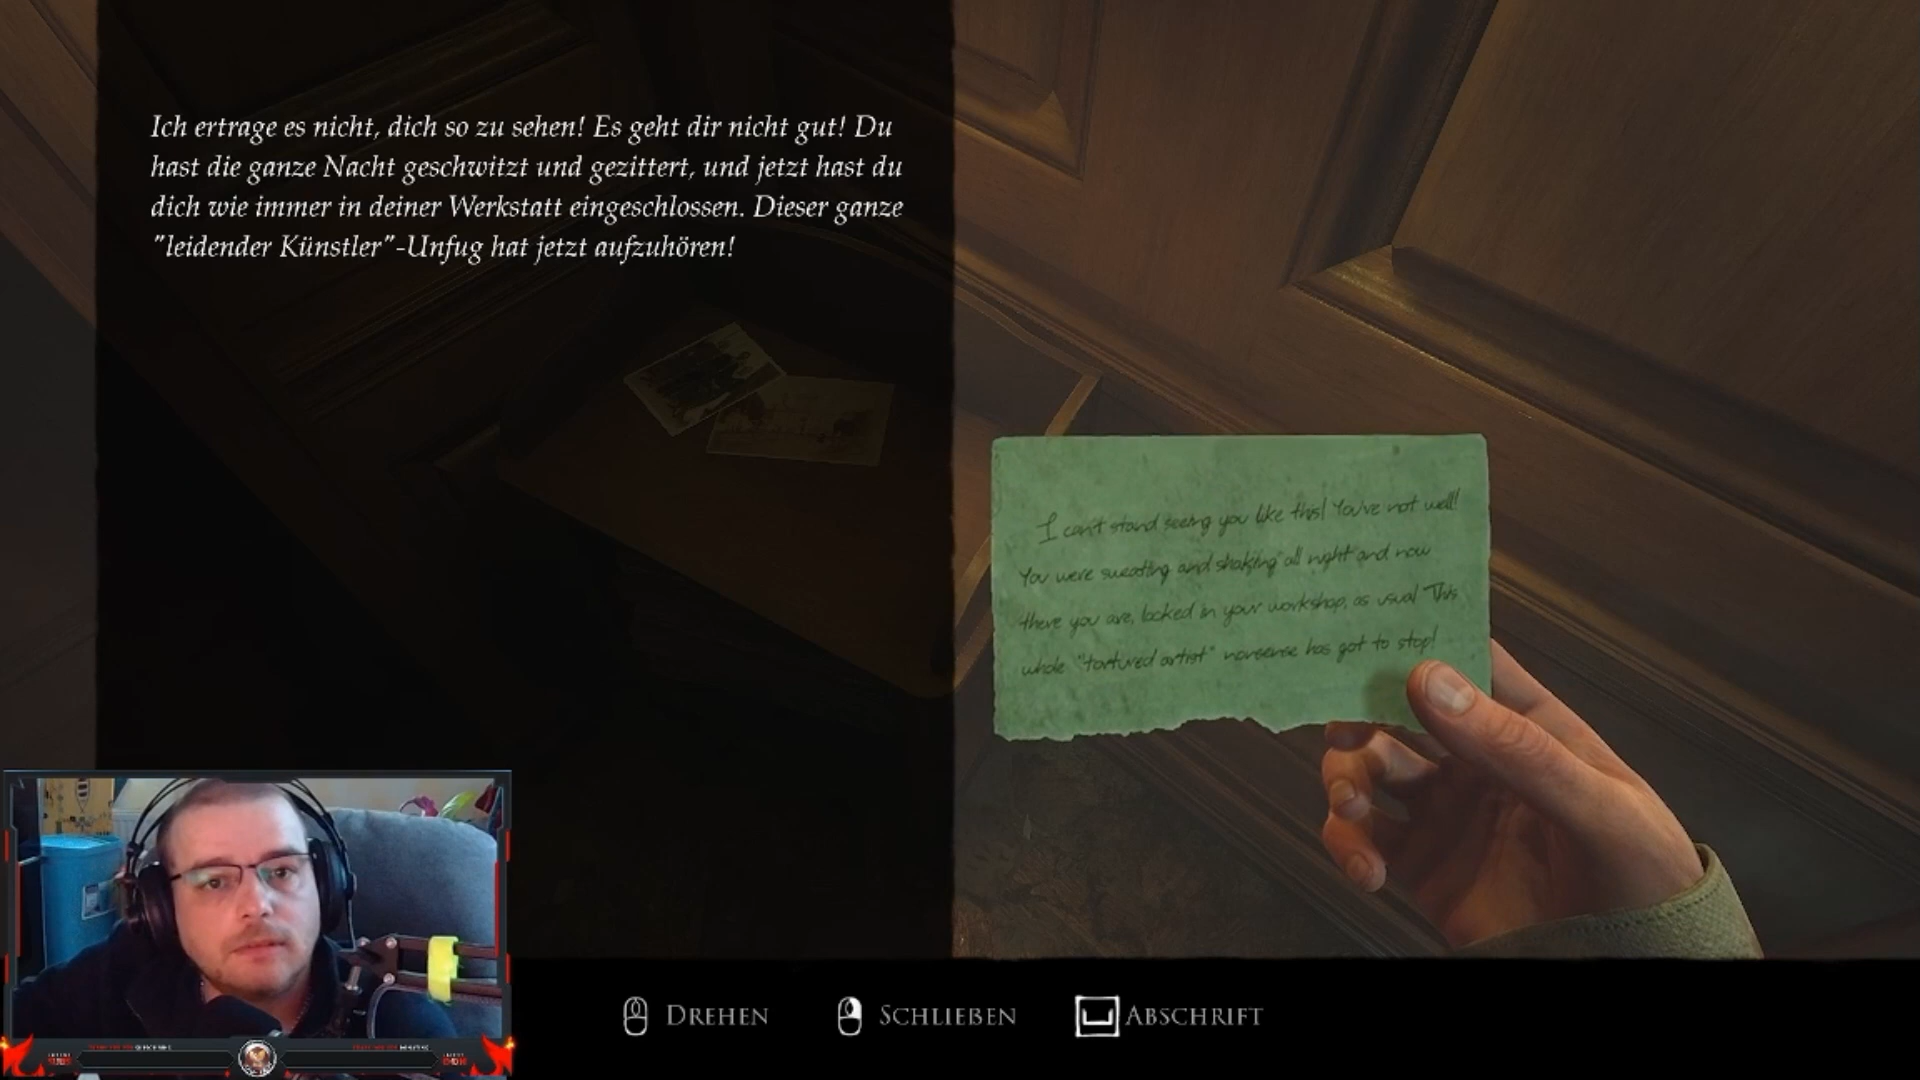 Ich ertrage es nicht, dich so zu sehen! Es geht dir nicht gut! Du
hast die ganze Nacht geschwitzt und gezittert, und jetzt hast du
dich wie immer in deiner Werkstatt eingeschlossen. Dieser ganze
"leidender Künstler"-Unfug hat jetzt aufzuhören!
I can't stand seeing you like this! You've not well!
You were sweating and shaking all night and now
there you are, locked in your workshop, as usual This
whole "tortured artist" nonsense has got to stop!
DREHEN SCHLIEẞEN ABSCHRIFT